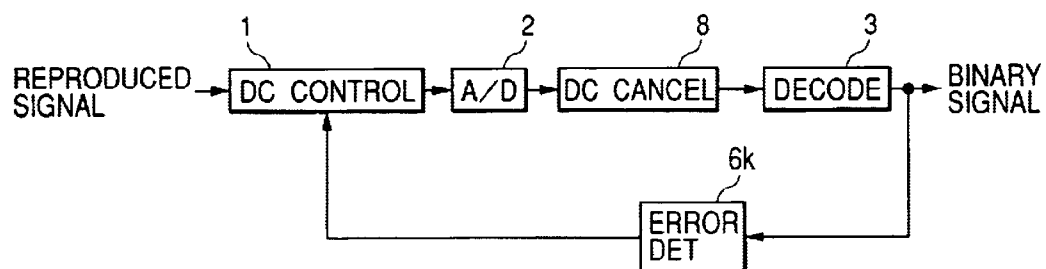 1
2
8
3
REPRODUCED
SIGNAL
DC CONTROL
A/D
DC CANCEL
DECODE
BINARY
SIGNAL
6k
ERROR
DET